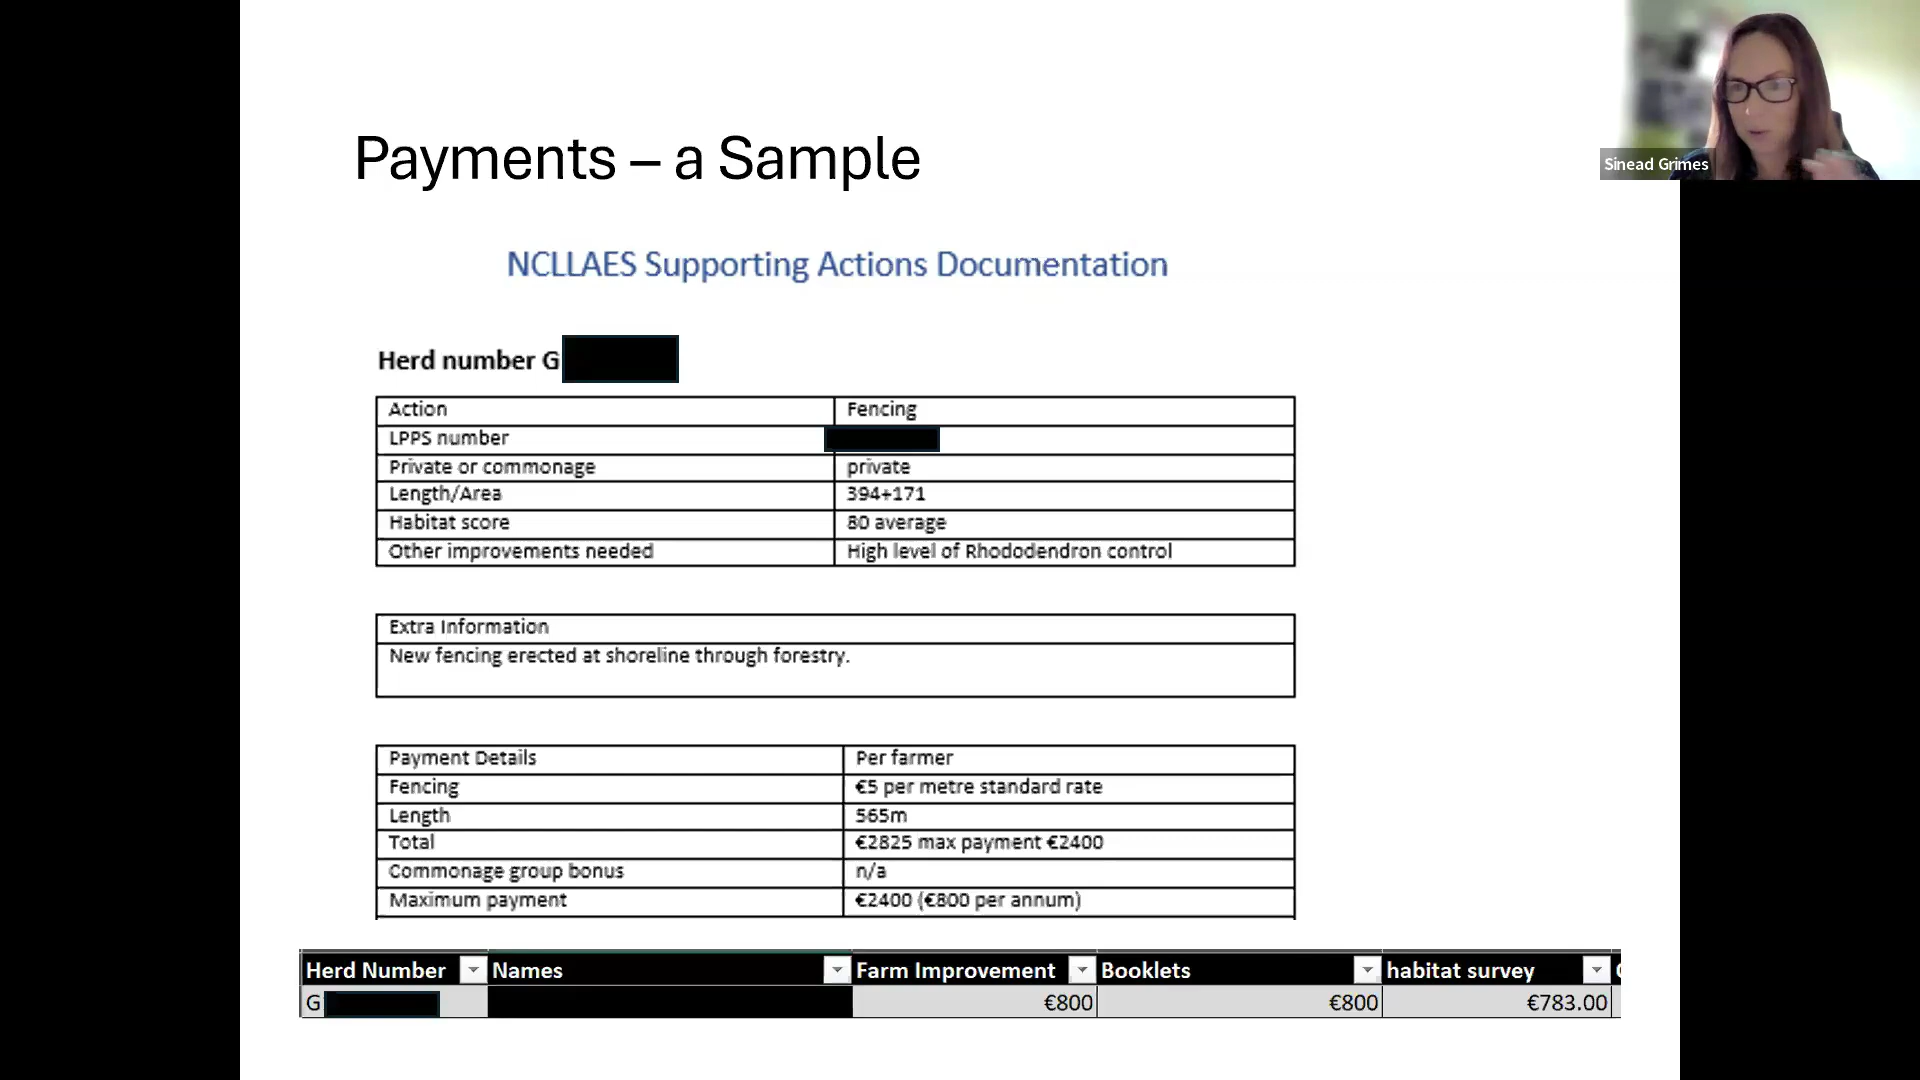 Payments – a Sample
Sinead Grimes
NCLLAES Supporting Actions Documentation
Herd number G
Action Fencing
LPPS number
Private or commonage private
Length/Area 394+171
Habitat score 80 average
Other improvements needed High level of Rhododendron control
Extra Information
New fencing erected at shoreline through forestry.
Payment Details Per farmer
Fencing €5 per metre standard rate
Length 565m
Total €2825 max payment €2400
Commonage group bonus n/a
Maximum payment €2400 (€800 per annum)
Herd Number Names Farm Improvement Booklets habitat survey
G €800 €800 €783.00